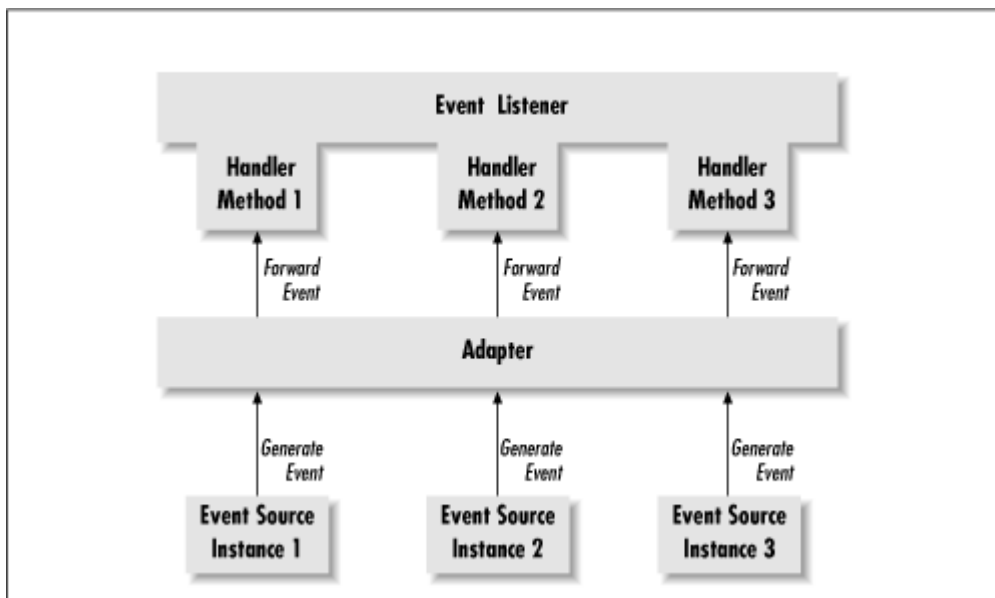 Event Listener
Handler
Method 1
Handler
Method 2
Handler
Method 3
Forward
Event
Forward
Event
Forward
Event
Adapter
Generate
Event
Generate
Event
Generate
Event
Event Source
Instance 1
Event Source
Instance 2
Event Source
Instance 3